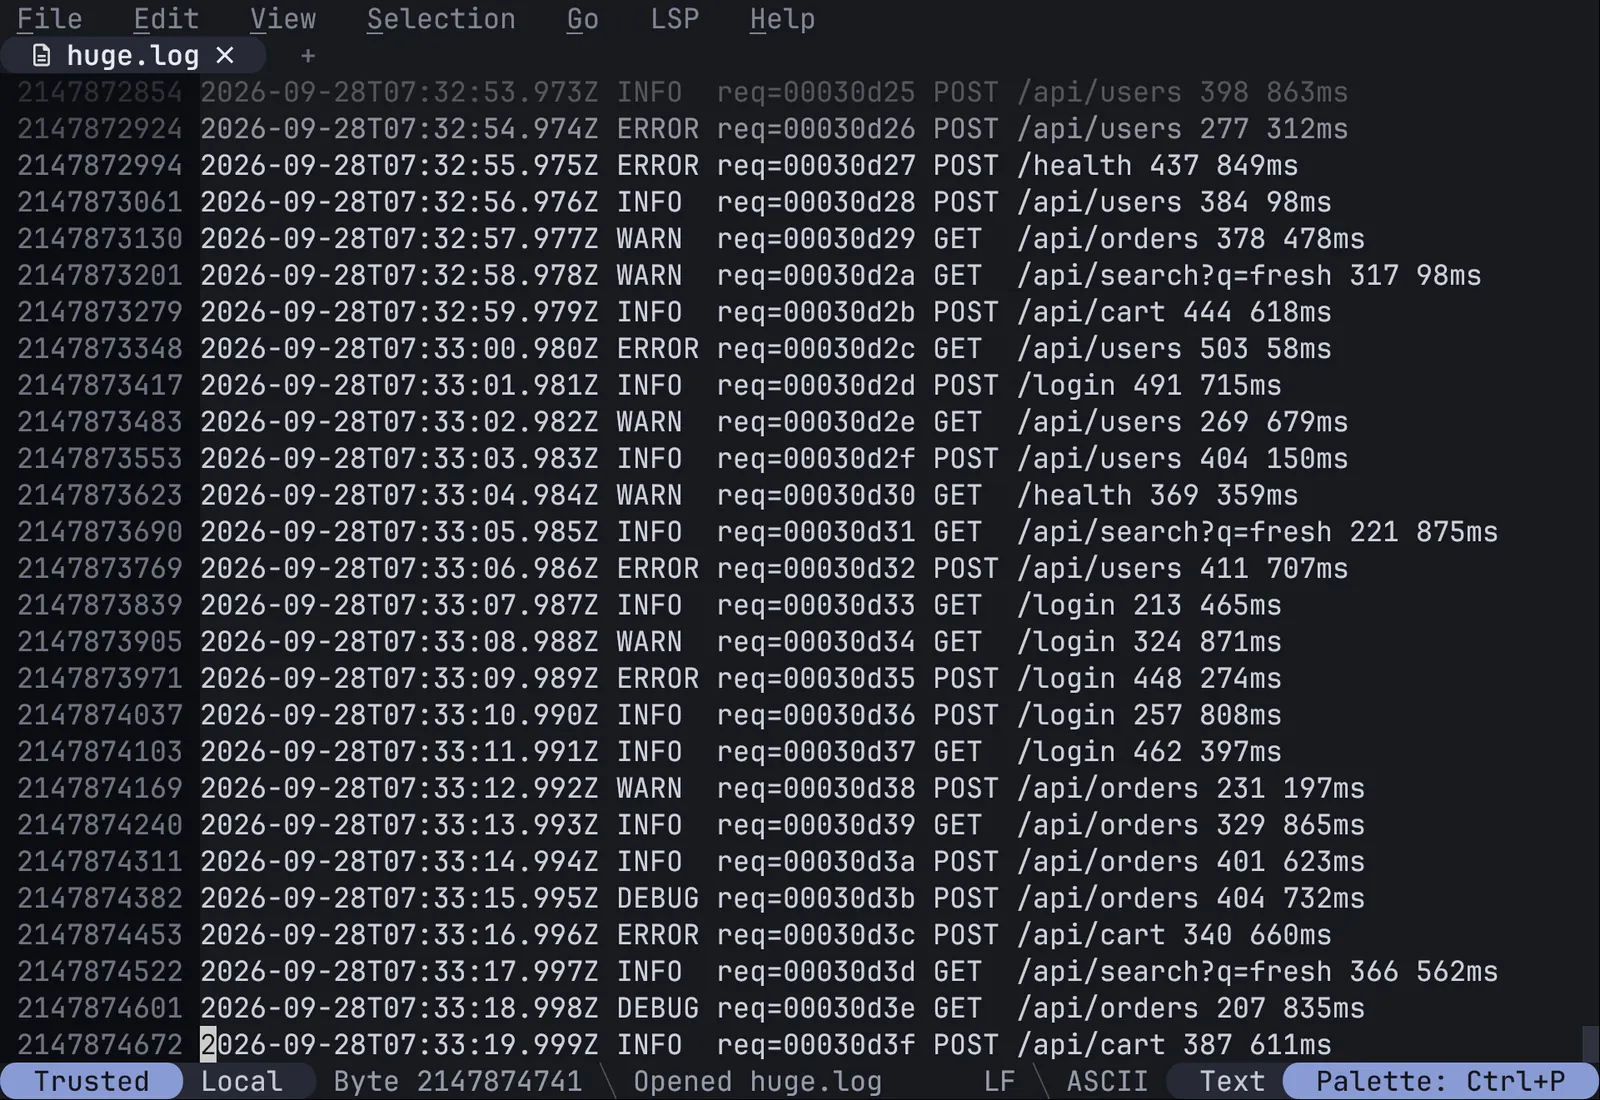 File Edit View Selection Go LSP Help
huge.log × +
2147872854 2026-09-28T07:32:53.973Z INFO  req=00030d25 POST /api/users 398 863ms
2147872924 2026-09-28T07:32:54.974Z ERROR req=00030d26 POST /api/users 277 312ms
2147872994 2026-09-28T07:32:55.975Z ERROR req=00030d27 POST /health 437 849ms
2147873061 2026-09-28T07:32:56.976Z INFO  req=00030d28 POST /api/users 384 98ms
2147873130 2026-09-28T07:32:57.977Z WARN  req=00030d29 GET  /api/orders 378 478ms
2147873201 2026-09-28T07:32:58.978Z WARN  req=00030d2a GET  /api/search?q=fresh 317 98ms
2147873279 2026-09-28T07:32:59.979Z INFO  req=00030d2b POST /api/cart 444 618ms
2147873348 2026-09-28T07:33:00.980Z ERROR req=00030d2c GET  /api/users 503 58ms
2147873417 2026-09-28T07:33:01.981Z INFO  req=00030d2d POST /login 491 715ms
2147873483 2026-09-28T07:33:02.982Z WARN  req=00030d2e GET  /api/users 269 679ms
2147873553 2026-09-28T07:33:03.983Z INFO  req=00030d2f POST /api/users 404 150ms
2147873623 2026-09-28T07:33:04.984Z WARN  req=00030d30 GET  /health 369 359ms
2147873690 2026-09-28T07:33:05.985Z INFO  req=00030d31 GET  /api/search?q=fresh 221 875ms
2147873769 2026-09-28T07:33:06.986Z ERROR req=00030d32 POST /api/users 411 707ms
2147873839 2026-09-28T07:33:07.987Z INFO  req=00030d33 GET  /login 213 465ms
2147873905 2026-09-28T07:33:08.988Z WARN  req=00030d34 GET  /login 324 871ms
2147873971 2026-09-28T07:33:09.989Z ERROR req=00030d35 POST /login 448 274ms
2147874037 2026-09-28T07:33:10.990Z INFO  req=00030d36 POST /login 257 808ms
2147874103 2026-09-28T07:33:11.991Z INFO  req=00030d37 GET  /login 462 397ms
2147874169 2026-09-28T07:33:12.992Z WARN  req=00030d38 POST /api/orders 231 197ms
2147874240 2026-09-28T07:33:13.993Z INFO  req=00030d39 GET  /api/orders 329 865ms
2147874311 2026-09-28T07:33:14.994Z INFO  req=00030d3a POST /api/orders 401 623ms
2147874382 2026-09-28T07:33:15.995Z DEBUG req=00030d3b POST /api/orders 404 732ms
2147874453 2026-09-28T07:33:16.996Z ERROR req=00030d3c POST /api/cart 340 660ms
2147874522 2026-09-28T07:33:17.997Z INFO  req=00030d3d GET  /api/search?q=fresh 366 562ms
2147874601 2026-09-28T07:33:18.998Z DEBUG req=00030d3e GET  /api/orders 207 835ms
2147874672 2026-09-28T07:33:19.999Z INFO  req=00030d3f POST /api/cart 387 611ms
Trusted Local Byte 2147874741 \ Opened huge.log LF \ ASCII Text Palette: Ctrl+P